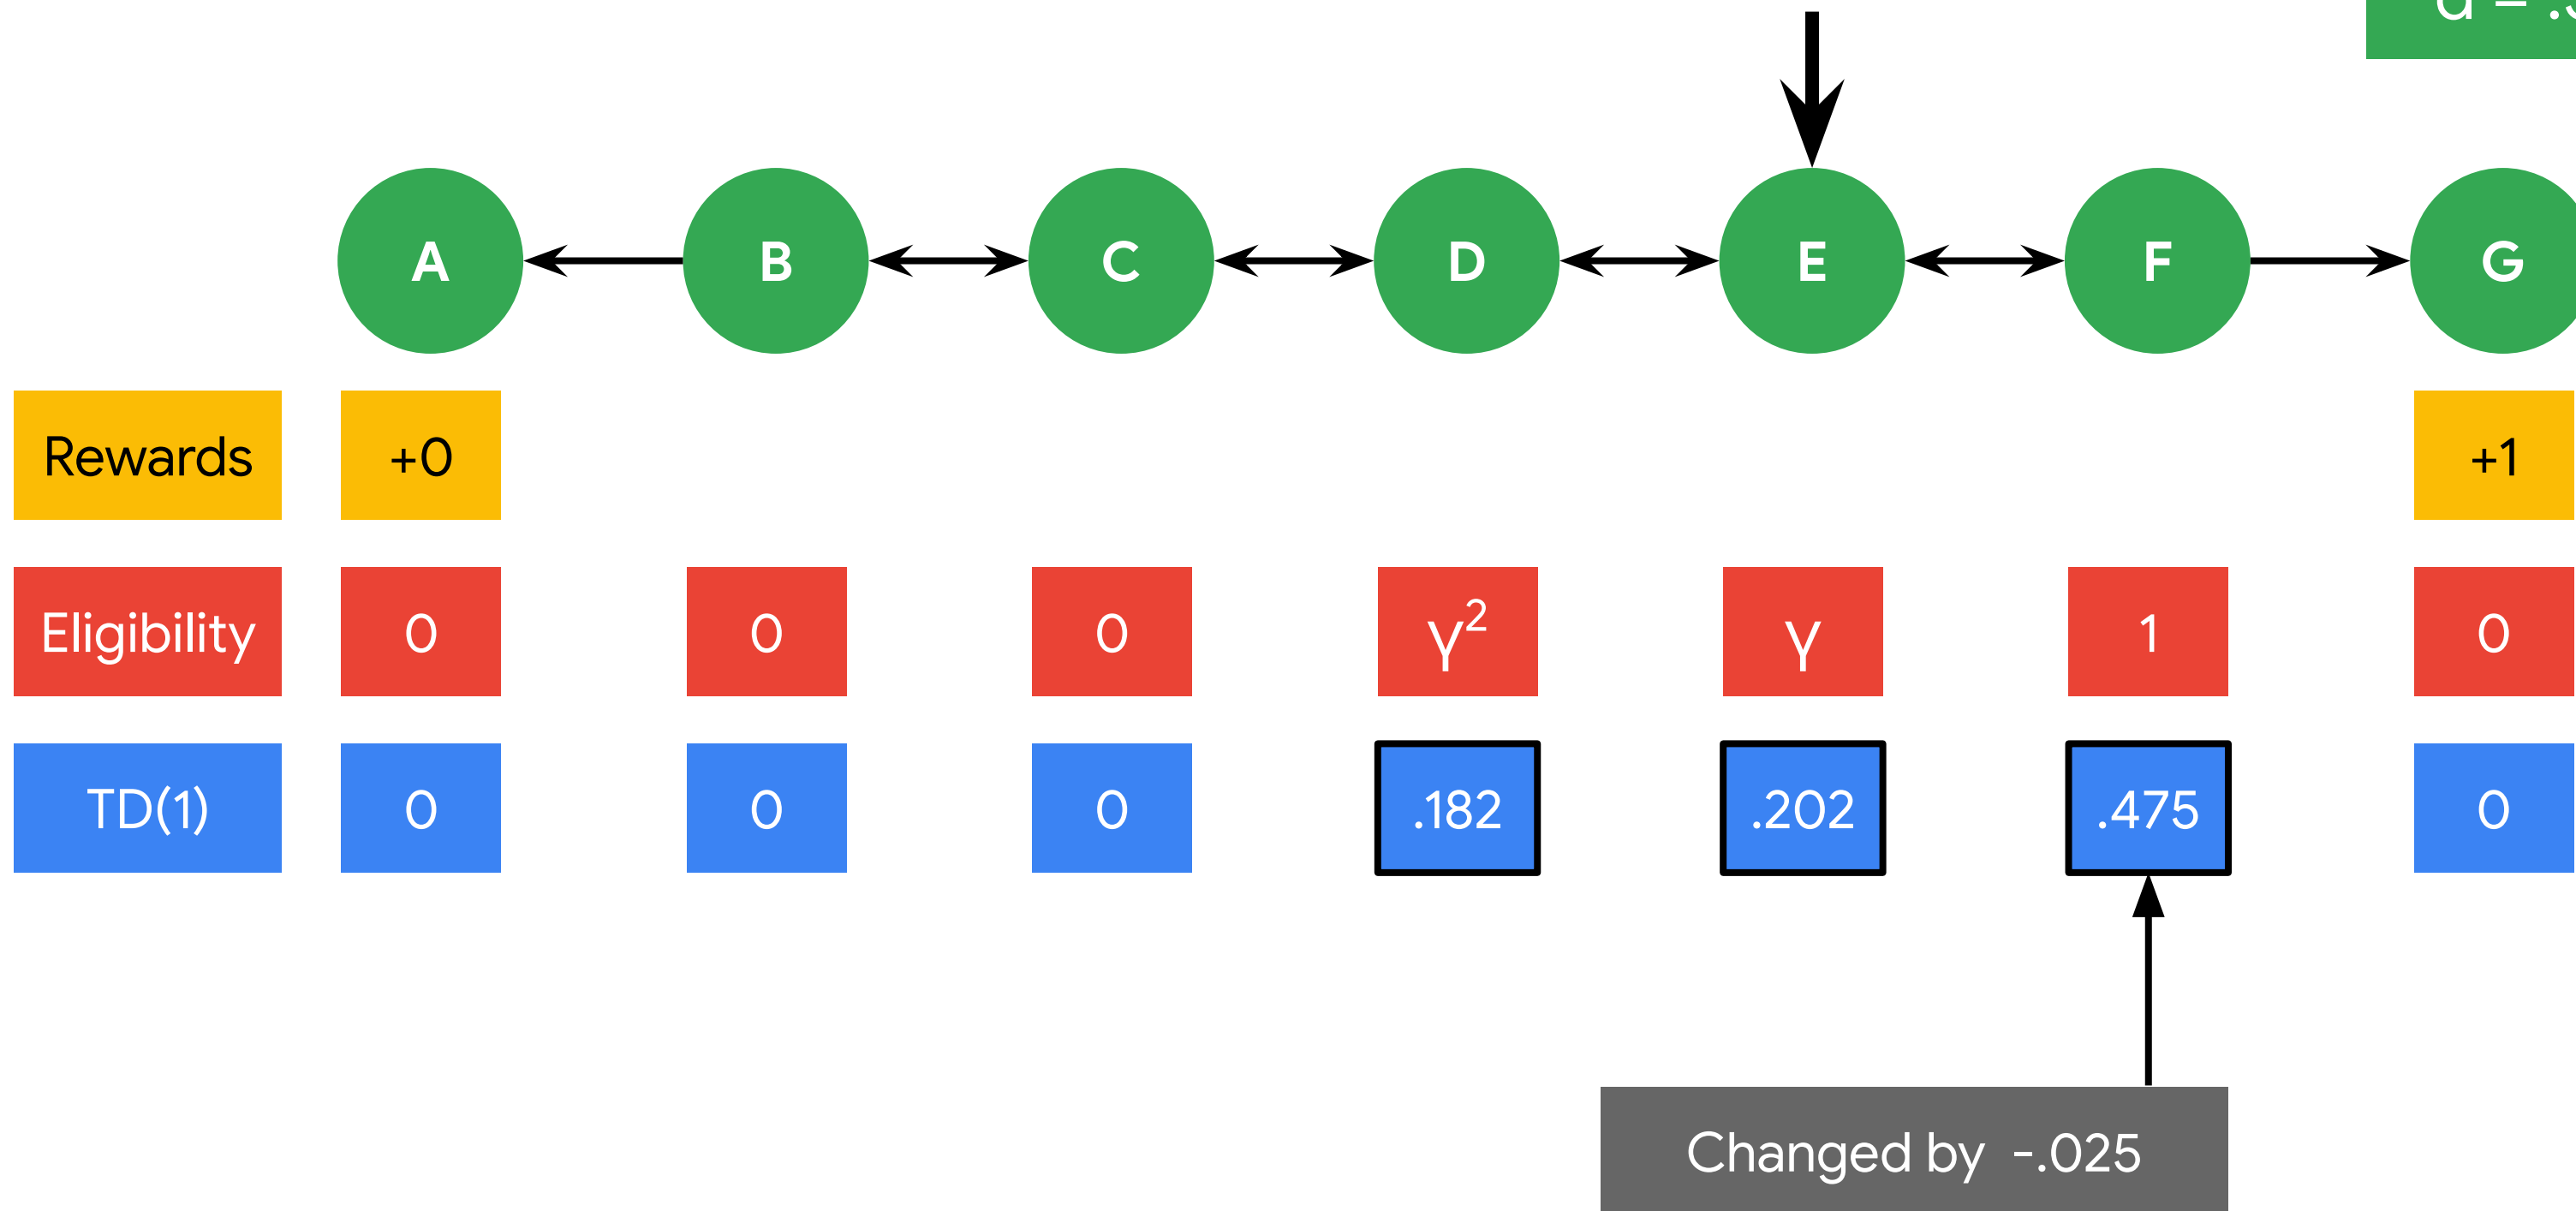 A B C D E F G
Rewards +0 +1
Eligibility 0 0 0 γ² γ 1 0
TD(1) 0 0 0 .182 .202 .475 0
Changed by -.025